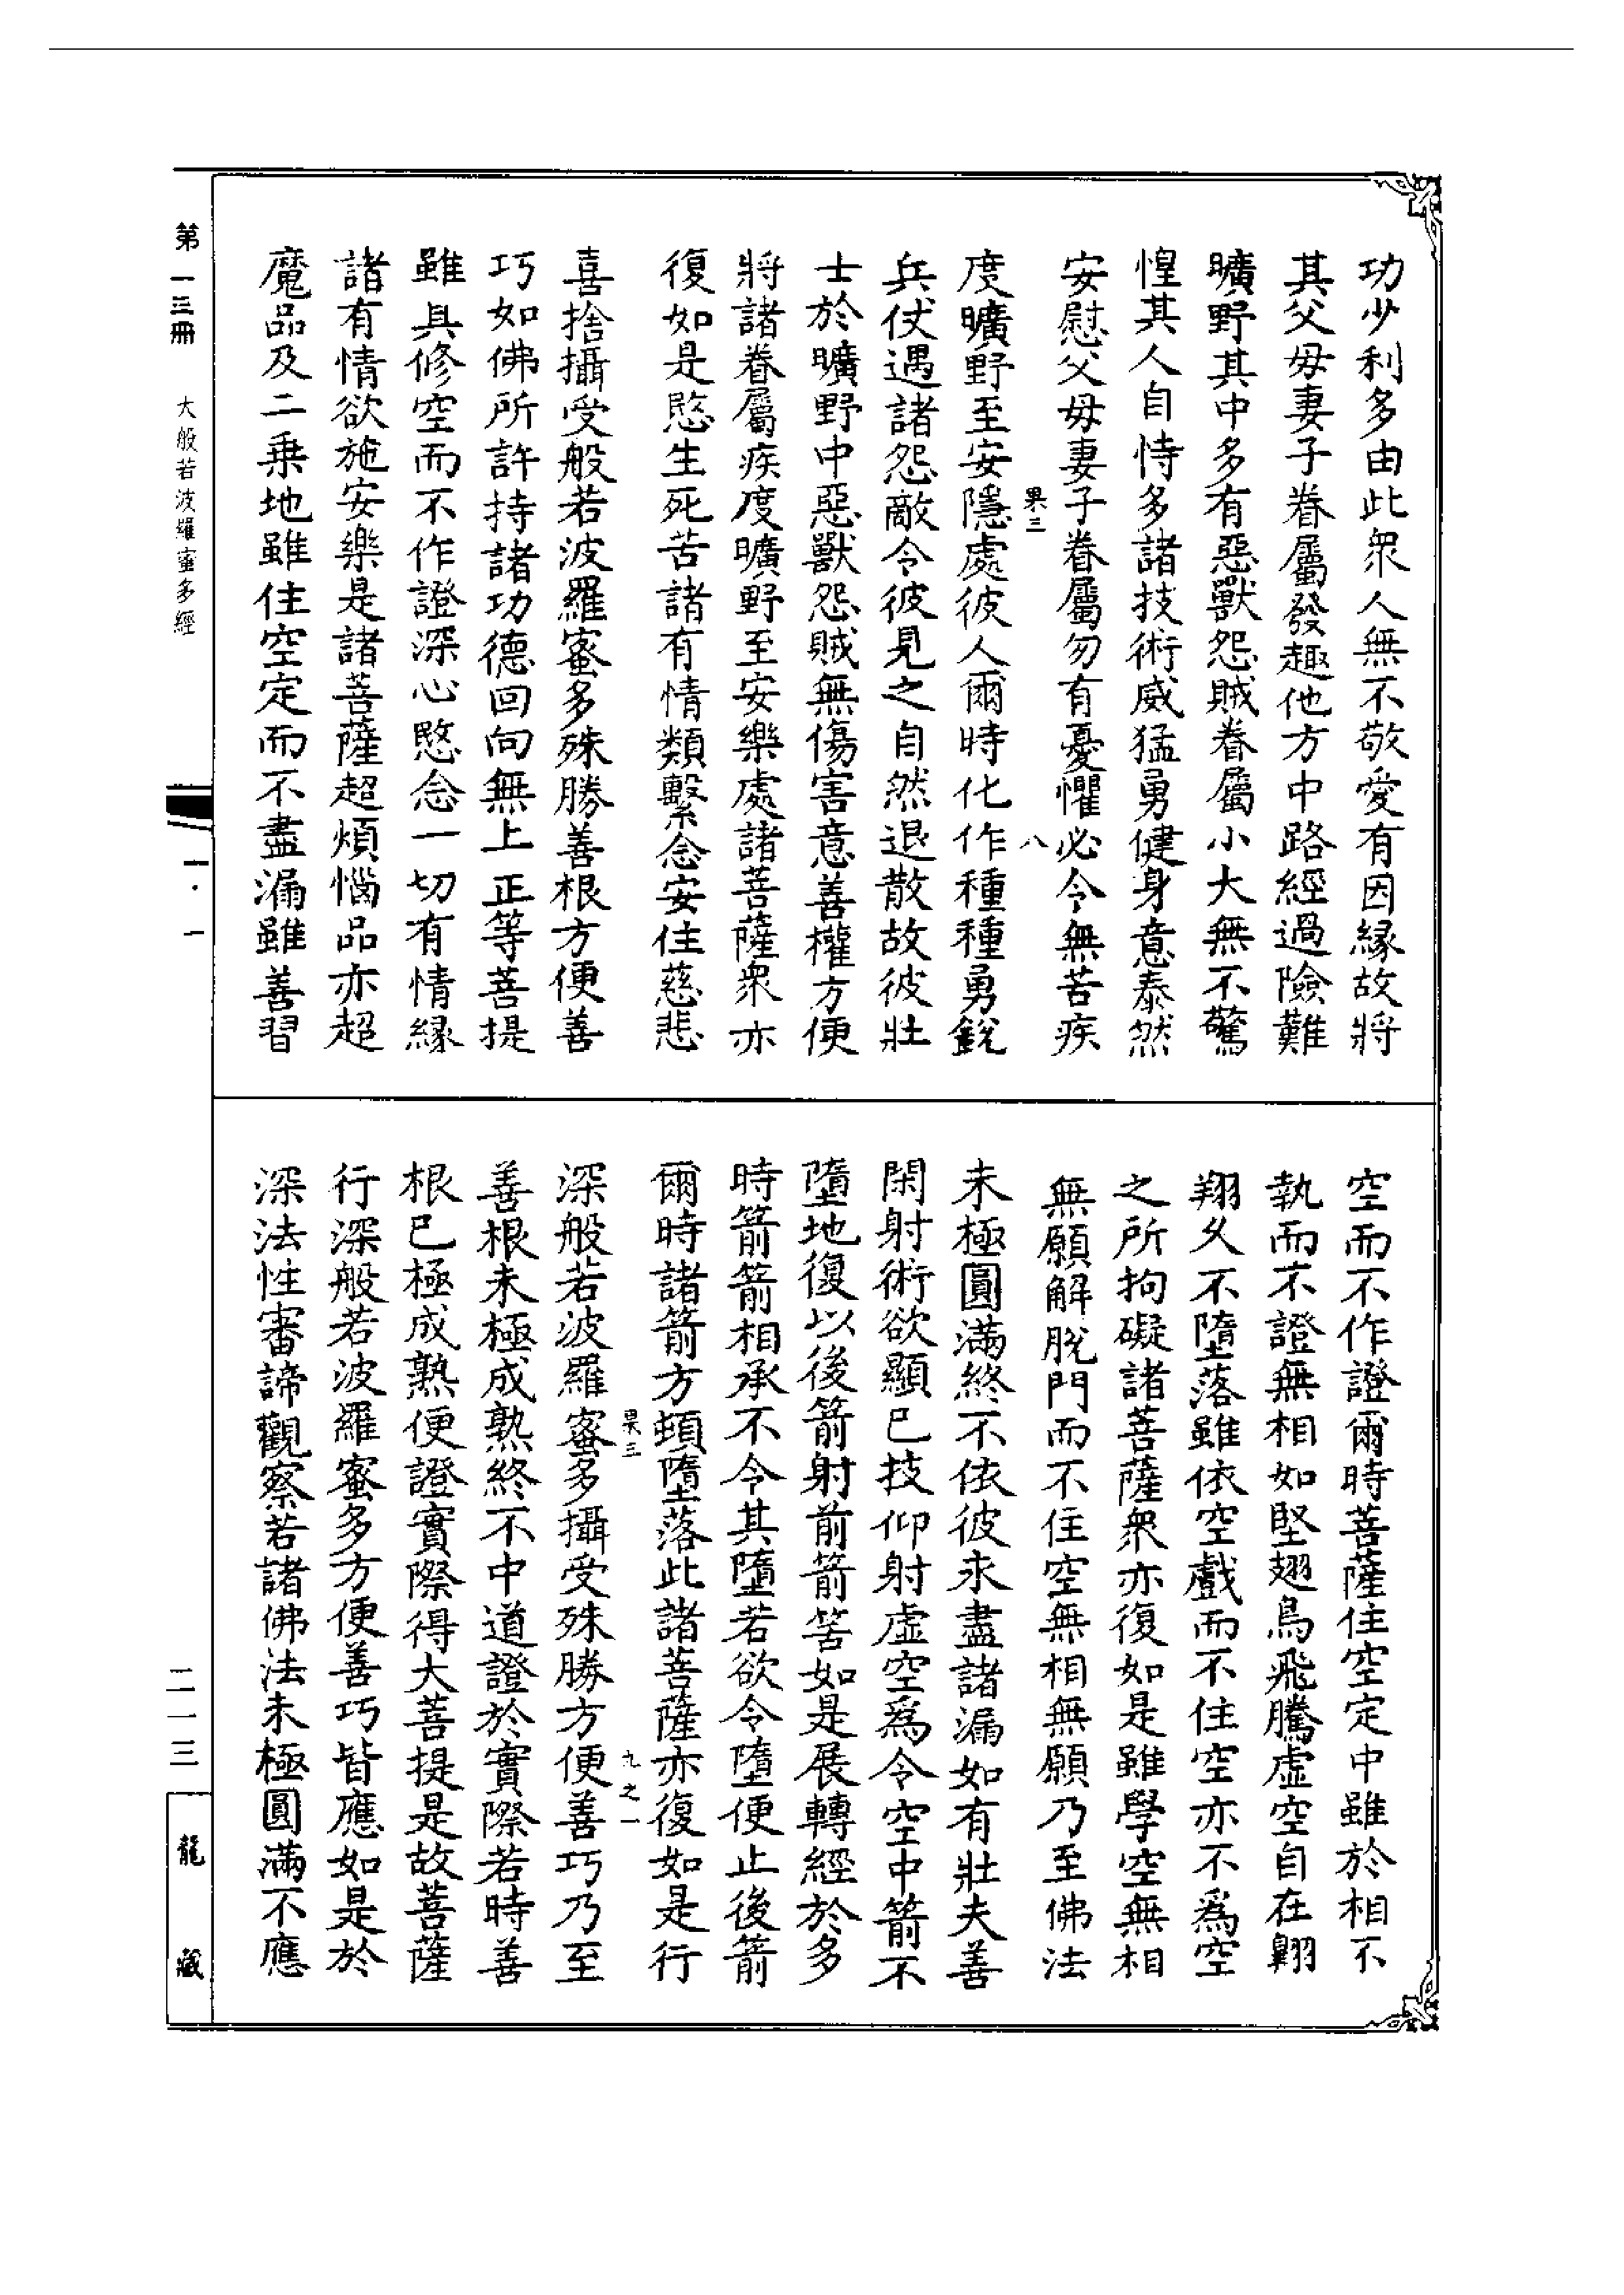 功少利多由此衆人無不敬愛有因緣故將
其父母妻子眷屬發趣他方中路經過險難
曠野其中多有惡獸怨賊眷屬小大無不驚
惶其人自恃多諸技術威猛勇健身意泰然
安慰父母妻子眷屬勿有憂懼必令無苦疾
果三
八
度曠野至安隱處彼人爾時化作種種勇銳
兵仗遇諸怨敵令彼見之自然退散故彼壯
士於曠野中惡獸怨賊無傷害意善權方便
將諸眷屬疾度曠野至安樂處諸菩薩衆亦
復如是愍生死苦諸有情類繫念安住慈悲
喜捨攝受般若波羅蜜多殊勝善根方便善
巧如佛所許持諸功德回向無上正等菩提
雖具修空而不作證深心愍念一切有情緣
諸有情欲施安樂是諸菩薩超煩惱品亦超
魔品及二乘地雖住空定而不盡漏雖善習
空而不作證爾時菩薩住空定中雖於相不
執而不證無相如堅翅鳥飛騰虛空自在翱
翔久不墮落雖依空戲而不住空亦不爲空
之所拘礙諸菩薩衆亦復如是雖學空無相
無願解脫門而不住空無相無願乃至佛法
未極圓滿終不依彼永盡諸漏如有壯夫善
閑射術欲顯巳技仰射虛空爲令空中箭不
墮地復以後箭射前箭筈如是展轉經於多
時箭箭相承不令其墮若欲令墮便止後箭
爾時諸箭方頓墮落此諸菩薩亦復如是行
果三
九之一
深般若波羅蜜多攝受殊勝方便善巧乃至
善根未極成熟終不中道證於實際若時善
根巳極成熟便證實際得大菩提是故菩薩
行深般若波羅蜜多方便善巧皆應如是於
深法性審諦觀察若諸佛法未極圓滿不應
第一三冊
大般若波羅蜜多經
一·一
二一三
龍藏